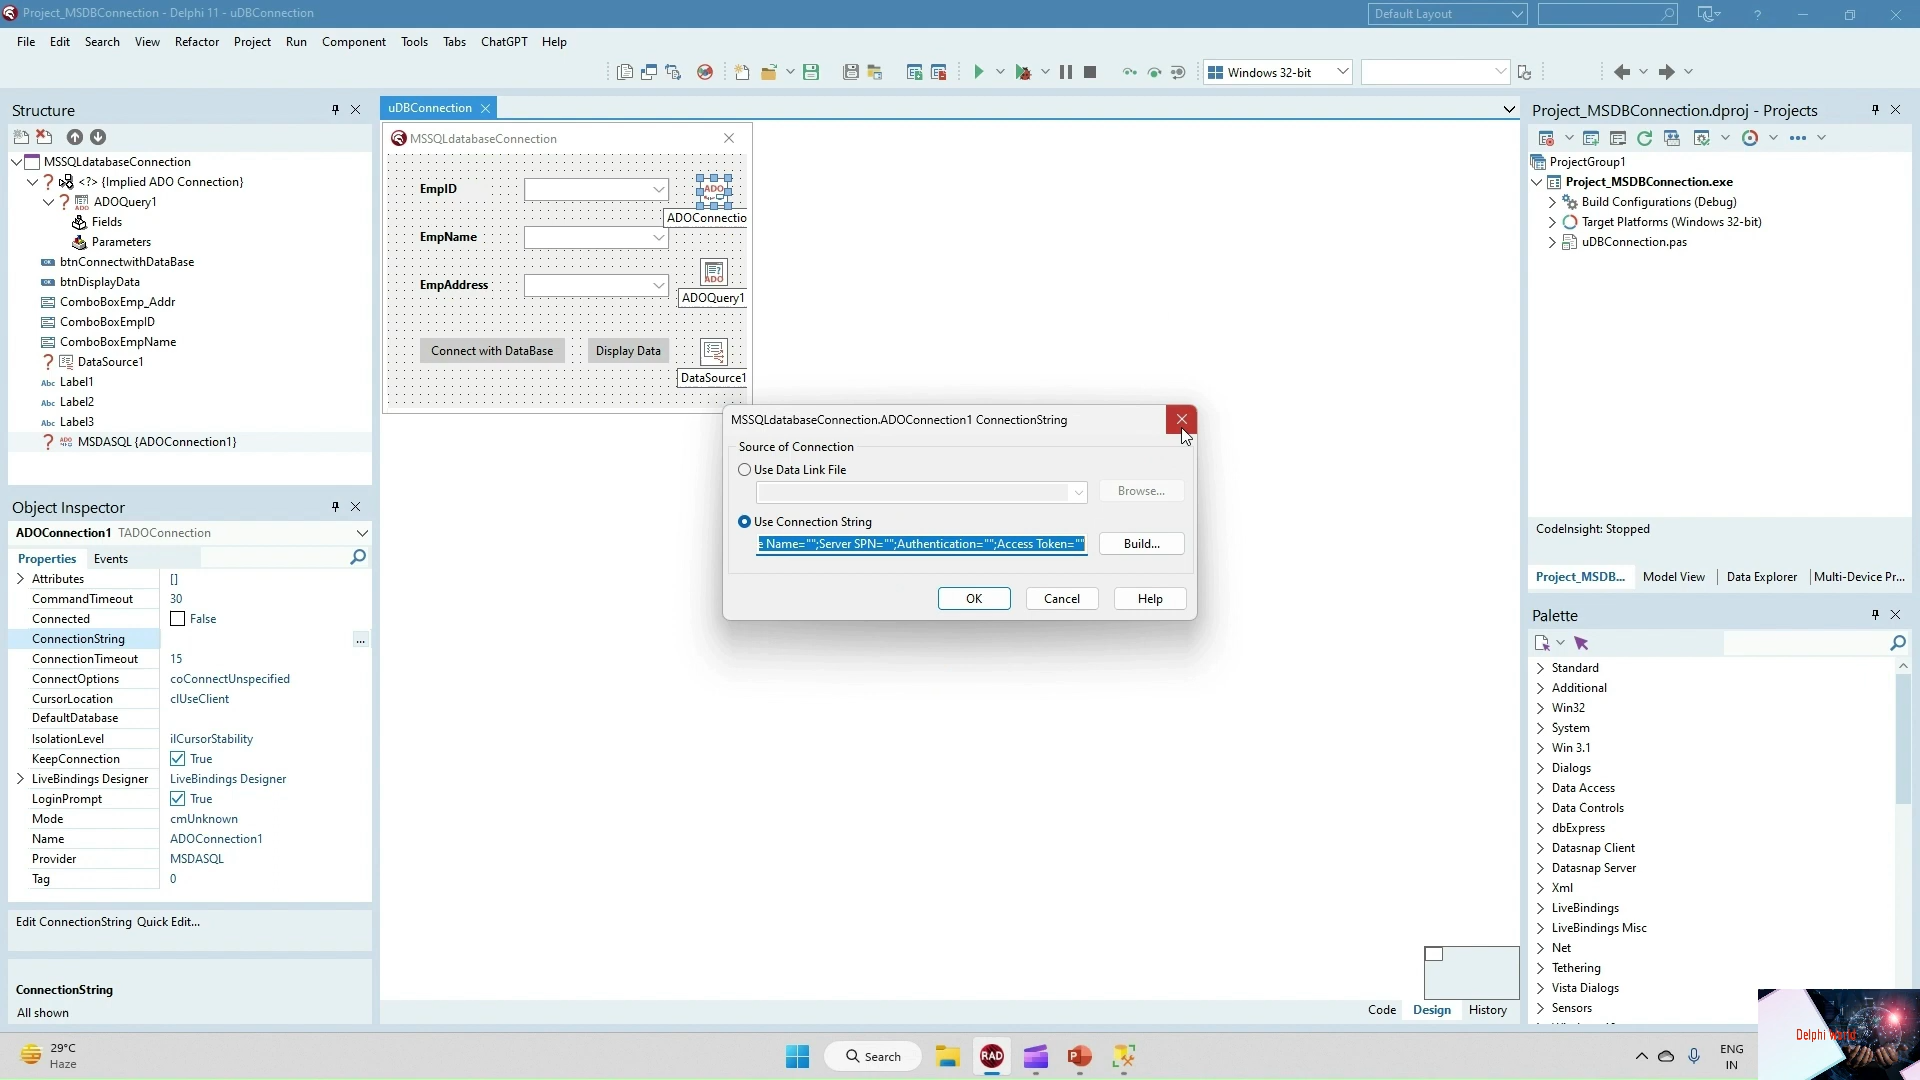 Project_MSDBConnection - Delphi 11 - uDBConnection
Default Layout
File Edit Search View Refactor Project Run Component Tools Tabs ChatGPT Help
Windows 32-bit
Structure
MSSQLdatabaseConnection
<?> {Implied ADO Connection}
ADOQuery1
Fields
Parameters
btnConnectwithDataBase
btnDisplayData
ComboBoxEmp_Addr
ComboBoxEmpID
ComboBoxEmpName
DataSource1
Abc Label1
Abc Label2
Abc Label3
MSDASQL {ADOConnection1}
Object Inspector
ADOConnection1 TADOConnection
Properties Events
Attributes []
CommandTimeout 30
Connected False
ConnectionString ...
ConnectionTimeout 15
ConnectOptions coConnectUnspecified
CursorLocation clUseClient
DefaultDatabase
IsolationLevel ilCursorStability
KeepConnection True
LiveBindings Designer LiveBindings Designer
LoginPrompt True
Mode cmUnknown
Name ADOConnection1
Provider MSDASQL
Tag 0
Edit ConnectionString Quick Edit...
ConnectionString
All shown
uDBConnection
MSSQLdatabaseConnection
EmpID
ADO
ADOConnectio
EmpName
ADO
EmpAddress
ADOQuery1
Connect with DataBase Display Data
DataSource1
MSSQLdatabaseConnection.ADOConnection1 ConnectionString
Source of Connection
Use Data Link File
Browse...
Use Connection String
e Name="";Server SPN="";Authentication="";Access Token=""
Build...
OK Cancel Help
Code Design History
Project_MSDBConnection.dproj - Projects
ProjectGroup1
Project_MSDBConnection.exe
Build Configurations (Debug)
Target Platforms (Windows 32-bit)
uDBConnection.pas
CodeInsight: Stopped
Project_MSDB... Model View Data Explorer Multi-Device Pr...
Palette
Standard
Additional
Win32
System
Win 3.1
Dialogs
Data Access
Data Controls
dbExpress
Datasnap Client
Datasnap Server
Xml
LiveBindings
LiveBindings Misc
Net
Tethering
Vista Dialogs
Sensors
Delphi World
29°C
Haze
Search
RAD
ENG
IN